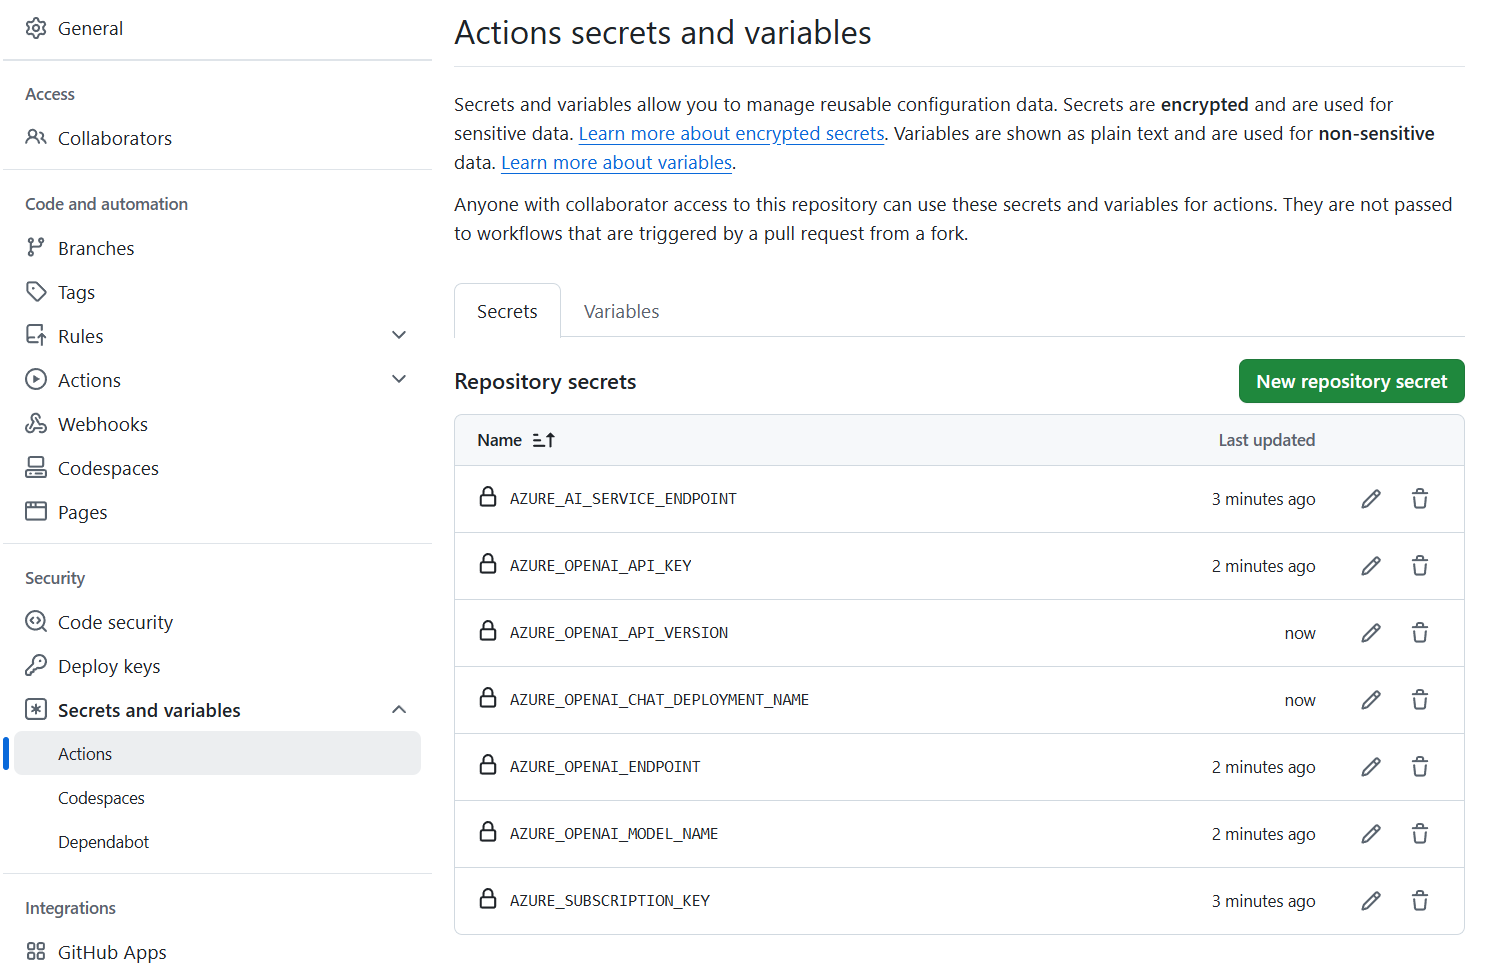 General
Access
Collaborators
Code and automation
Branches
Tags
Rules
Actions
Webhooks
Codespaces
Pages
Security
Code security
Deploy keys
Secrets and variables
Actions
Codespaces
Dependabot
Integrations
GitHub Apps
Actions secrets and variables
Secrets and variables allow you to manage reusable configuration data. Secrets are encrypted and are used for
sensitive data. Learn more about encrypted secrets. Variables are shown as plain text and are used for non-sensitive
data. Learn more about variables.
Anyone with collaborator access to this repository can use these secrets and variables for actions. They are not passed
to workflows that are triggered by a pull request from a fork.
Secrets Variables
Repository secrets New repository secret
Name Last updated
AZURE_AI_SERVICE_ENDPOINT 3 minutes ago
AZURE_OPENAI_API_KEY 2 minutes ago
AZURE_OPENAI_API_VERSION now
AZURE_OPENAI_CHAT_DEPLOYMENT_NAME now
AZURE_OPENAI_ENDPOINT 2 minutes ago
AZURE_OPENAI_MODEL_NAME 2 minutes ago
AZURE_SUBSCRIPTION_KEY 3 minutes ago